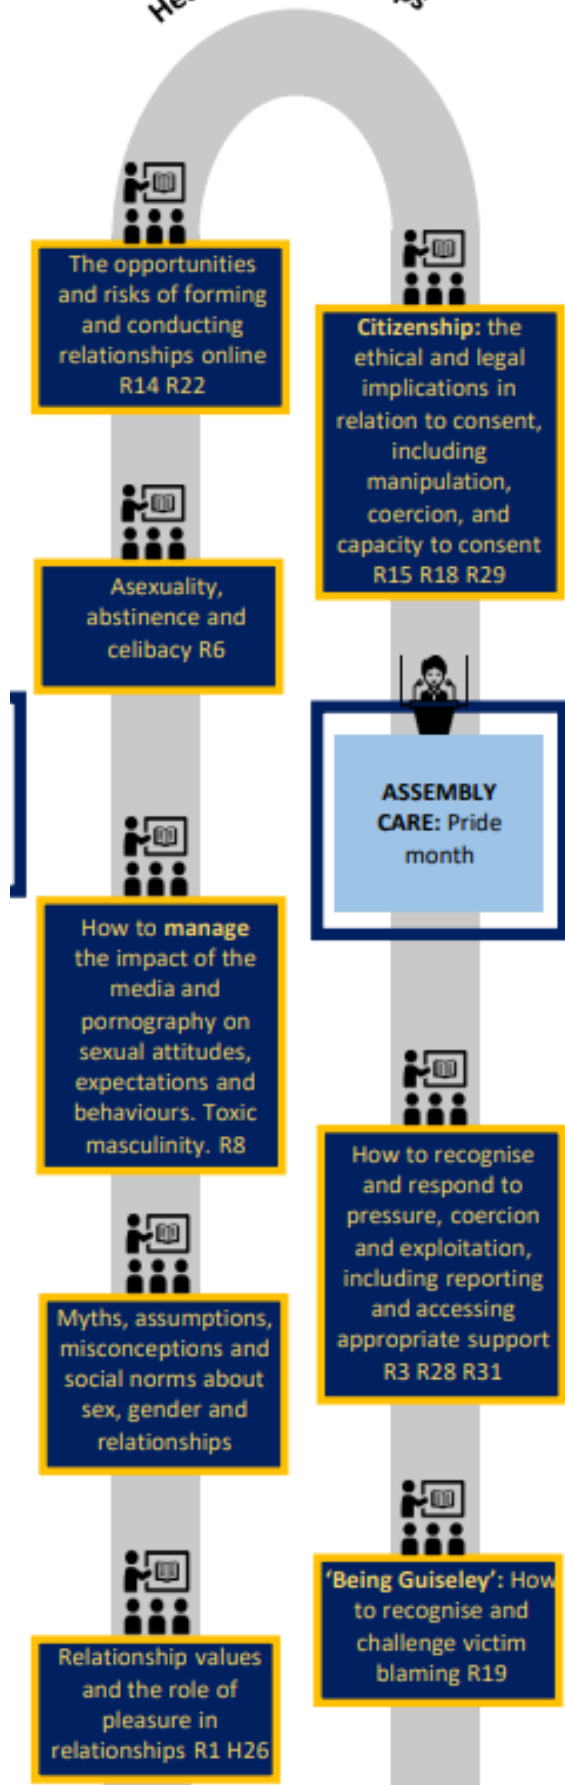 The opportunities
and risks of forming
and conducting
relationships online
R14 R22
Asexuality,
abstinence and
celibacy R6
How to manage
the impact of the
media and
pornography on
sexual attitudes,
expectations and
behaviours. Toxic
masculinity. R8
Myths, assumptions,
misconceptions and
social norms about
sex, gender and
relationships
Relationship values
and the role of
pleasure in
relationships R1 H26
Citizenship: the
ethical and legal
implications in
relation to consent,
including
manipulation,
coercion, and
capacity to consent
R15 R18 R29
ASSEMBLY
CARE: Pride
month
How to recognise
and respond to
pressure, coercion
and exploitation,
including reporting
and accessing
appropriate support
R3 R28 R31
‘Being Guiseley’: How
to recognise and
challenge victim
blaming R19